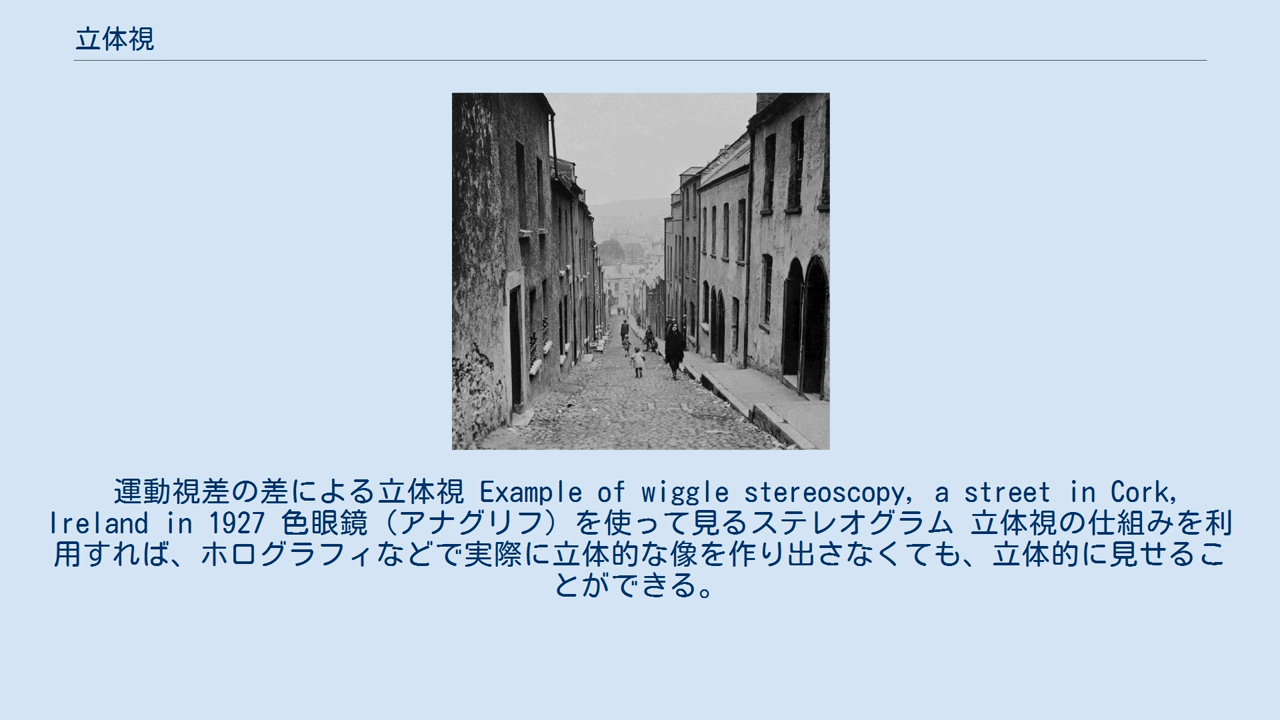 立体視
運動視差の差による立体視 Example of wiggle stereoscopy, a street in Cork,
Ireland in 1927 色眼鏡（アナグリフ）を使って見るステレオグラム 立体視の仕組みを利
用すれば、ホログラフィなどで実際に立体的な像を作り出さなくても、立体的に見せるこ
とができる。